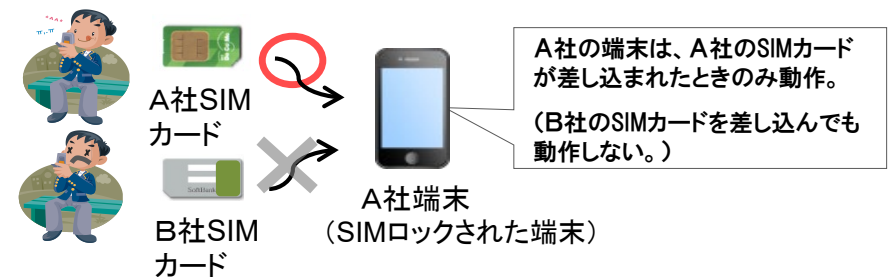 A社SIM
カード
B社SIM
カード
SoftBank
A社端末
（SIMロックされた端末）
A社の端末は、A社のSIMカード
が差し込まれたときのみ動作。
（B社のSIMカードを差し込んでも
動作しない。）